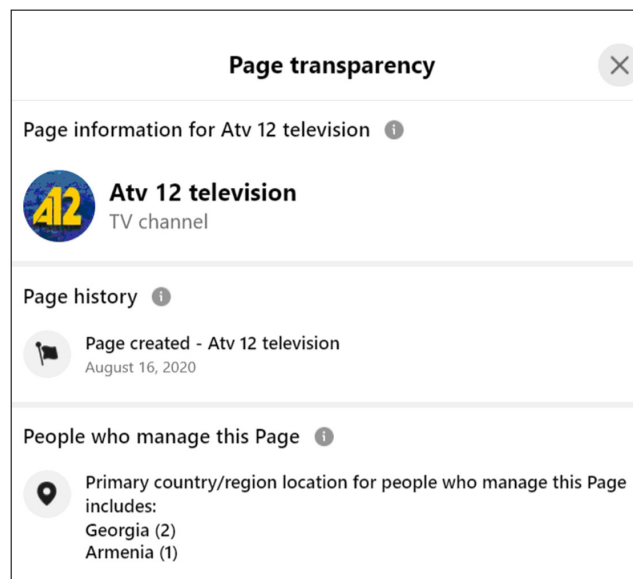 Page transparency
Page information for Atv 12 television
A12
Atv 12 television
TV channel
Page history
Page created - Atv 12 television
August 16, 2020
People who manage this Page
Primary country/region location for people who manage this Page
includes:
Georgia (2)
Armenia (1)